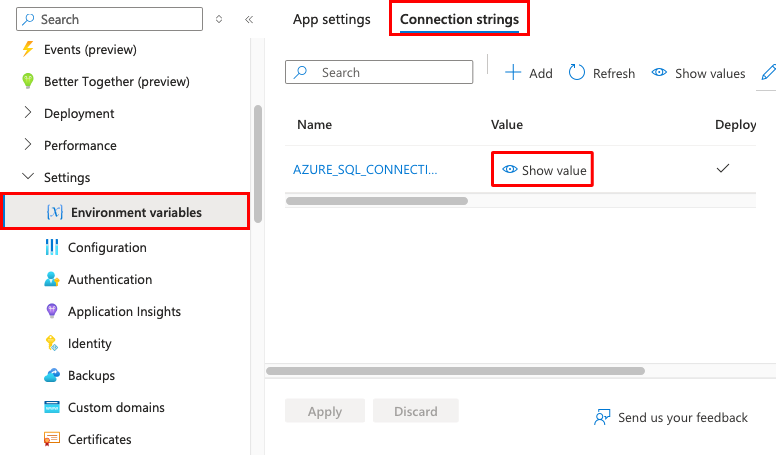 Search
Events (preview)
Better Together (preview)
Deployment
Performance
Settings
Environment variables
Configuration
Authentication
Application Insights
Identity
Backups
Custom domains
Certificates
App settings
Connection strings
Search
Add
Refresh
Show values
Name
Value
Deploy
AZURE_SQL_CONNECTI...
Show value
Apply
Discard
Send us your feedback